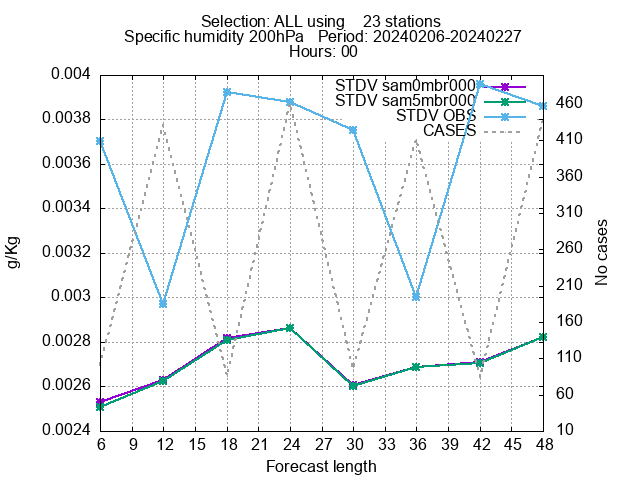 Selection: ALL using    23 stations
Specific humidity 200hPa   Period: 20240206-20240227
Hours: 00
STDV sam0mbr000
STDV sam5mbr000
STDV OBS
CASES
0.004
0.0038
0.0036
0.0034
0.0032
0.003
0.0028
0.0026
0.0024
g/Kg
460
410
360
310
260
210
160
110
60
10
No cases
6 9 12 15 18 21 24 27 30 33 36 39 42 45 48
Forecast length